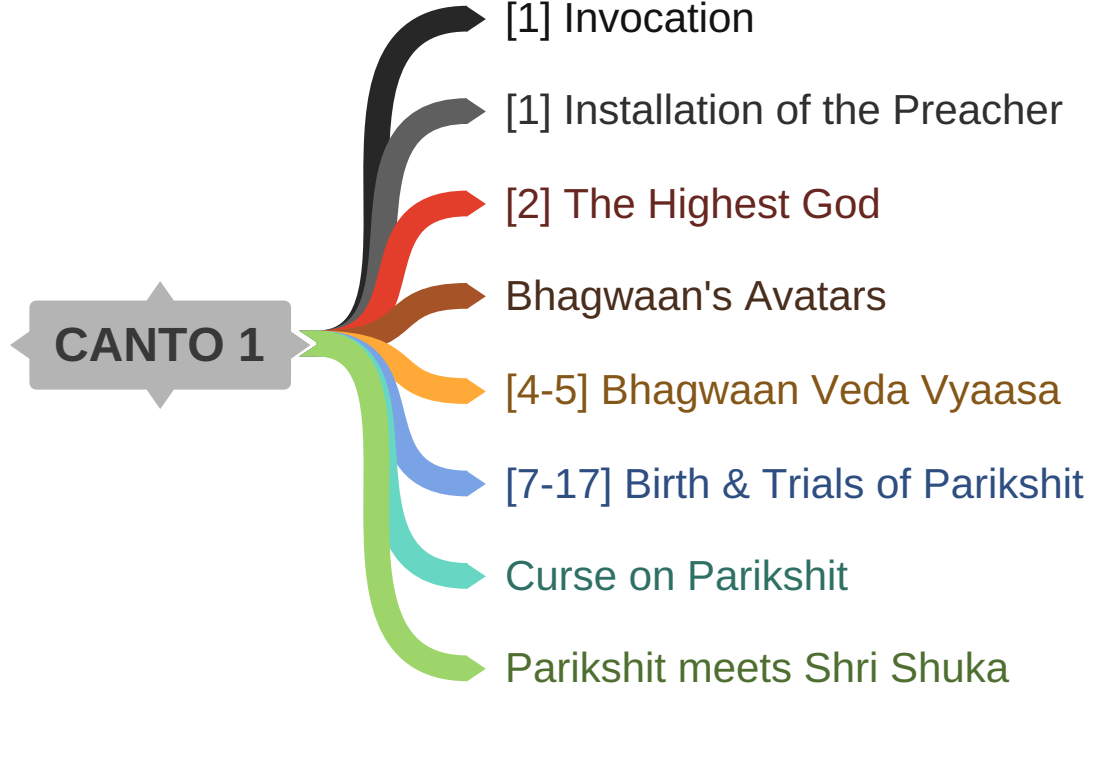 [1] Invocation
[1] Installation of the Preacher
[2] The Highest God
Bhagwaan's Avatars
CANTO 1
[4-5] Bhagwaan Veda Vyaasa
[7-17] Birth & Trials of Parikshit
Curse on Parikshit
Parikshit meets Shri Shuka